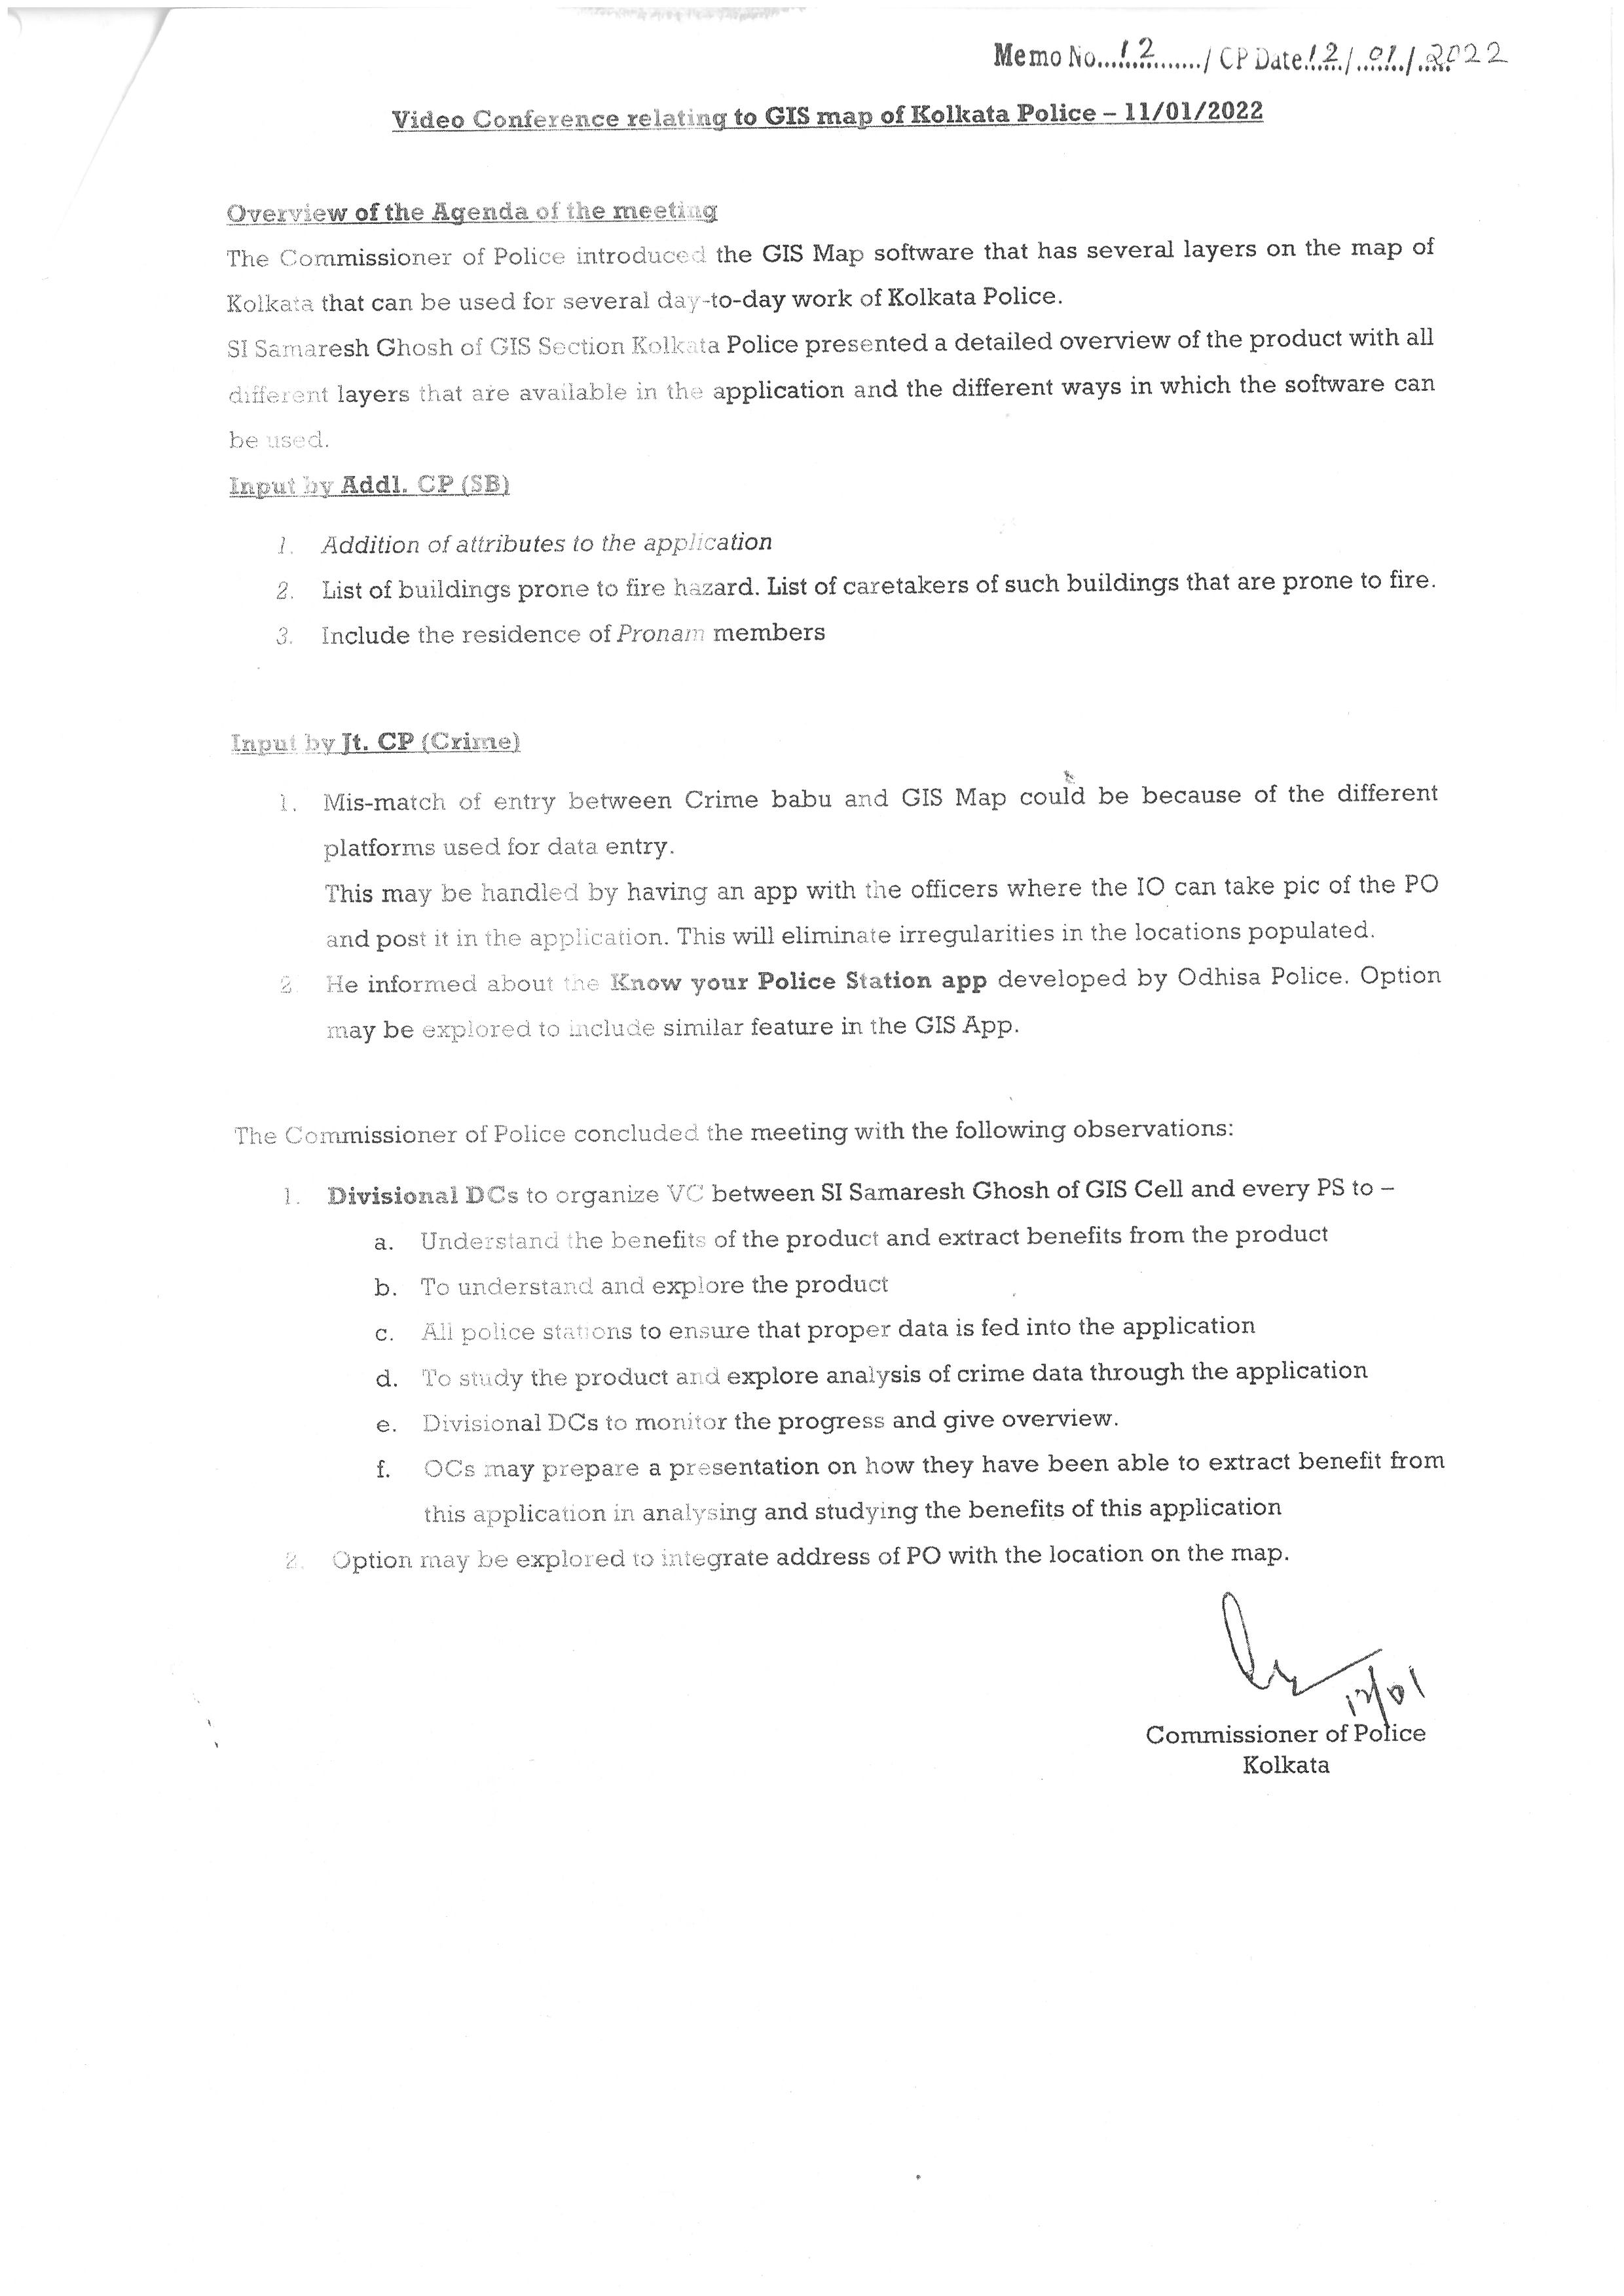 Memo No....12......../ CP Date 12/.01/.2022
Video Conference relating to GIS map of Kolkata Police – 11/01/2022
Overview of the Agenda of the meeting
The Commissioner of Police introduced the GIS Map software that has several layers on the map of
Kolkata that can be used for several day-to-day work of Kolkata Police.
SI Samaresh Ghosh of GIS Section Kolkata Police presented a detailed overview of the product with all
different layers that are available in the application and the different ways in which the software can
be used.
Input by Addl. CP (SB)
1. Addition of attributes to the application
2. List of buildings prone to fire hazard. List of caretakers of such buildings that are prone to fire.
3. Include the residence of Pronam members
Input by Jt. CP (Crime)
1. Mis-match of entry between Crime babu and GIS Map could be because of the different
platforms used for data entry.
This may be handled by having an app with the officers where the IO can take pic of the PO
and post it in the application. This will eliminate irregularities in the locations populated.
2. He informed about the Know your Police Station app developed by Odhisa Police. Option
may be explored to include similar feature in the GIS App.
The Commissioner of Police concluded the meeting with the following observations:
1. Divisional DCs to organize VC between SI Samaresh Ghosh of GIS Cell and every PS to –
a. Understand the benefits of the product and extract benefits from the product
b. To understand and explore the product
c. All police stations to ensure that proper data is fed into the application
d. To study the product and explore analysis of crime data through the application
e. Divisional DCs to monitor the progress and give overview.
f. OCs may prepare a presentation on how they have been able to extract benefit from
this application in analysing and studying the benefits of this application
2. Option may be explored to integrate address of PO with the location on the map.
12/01
Commissioner of Police
Kolkata